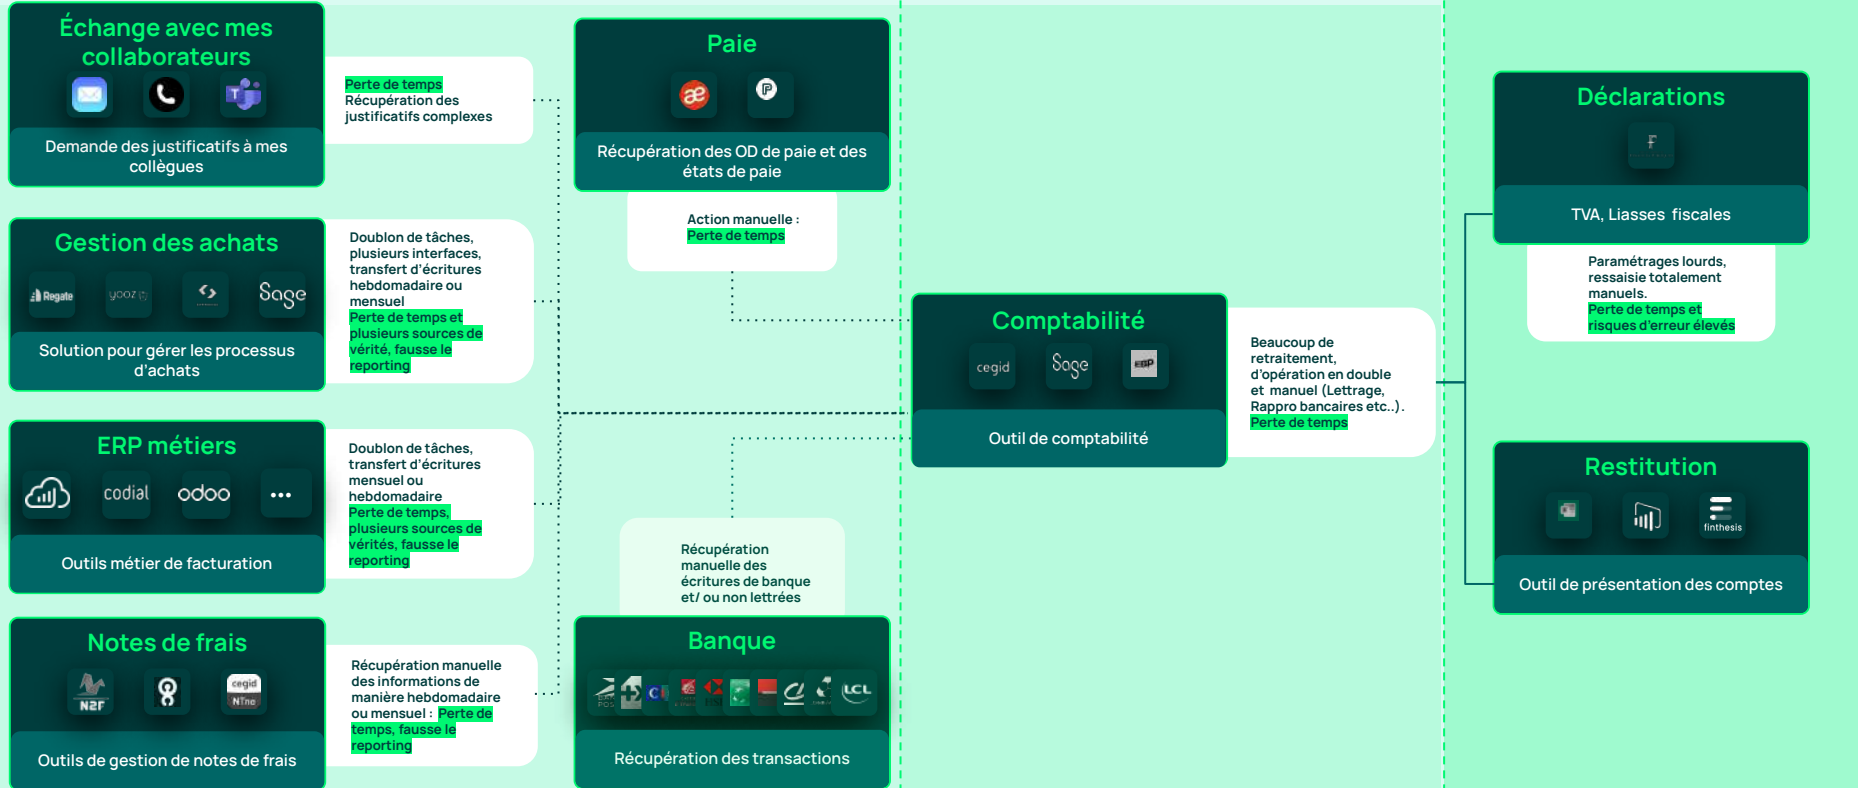 Échange avec mes
collaborateurs
Demande des justificatifs à mes
collègues
Perte de temps
Récupération des
justificatifs complexes
Gestion des achats
Regate
yooz
Sage
Solution pour gérer les processus
d'achats
Doublon de tâches,
plusieurs interfaces,
transfert d'écritures
hebdomadaire ou
mensuel
Perte de temps et
plusieurs sources de
vérité, fausse le
reporting
ERP métiers
codial
odoo
...
Outils métier de facturation
Doublon de tâches,
transfert d'écritures
mensuel ou
hebdomadaire
Perte de temps,
plusieurs sources de
vérités, fausse le
reporting
Notes de frais
N2F
cegid
Outils de gestion de notes de frais
Récupération manuelle
des informations de
manière hebdomadaire
ou mensuel : Perte de
temps, fausse le
reporting
Paie
Récupération des OD de paie et des
états de paie
Action manuelle :
Perte de temps
Récupération
manuelle des
écritures de banque
et/ ou non lettrées
Banque
LCL
Récupération des transactions
Comptabilité
cegid
Sage
EBP
Outil de comptabilité
Beaucoup de
retraitement,
d'opération en double
et manuel (Lettrage,
Rappro bancaires etc..).
Perte de temps
Déclarations
F
TVA, Liasses fiscales
Paramétrages lourds,
ressaisie totalement
manuels.
Perte de temps et
risques d'erreur élevés
Restitution
finthesis
Outil de présentation des comptes